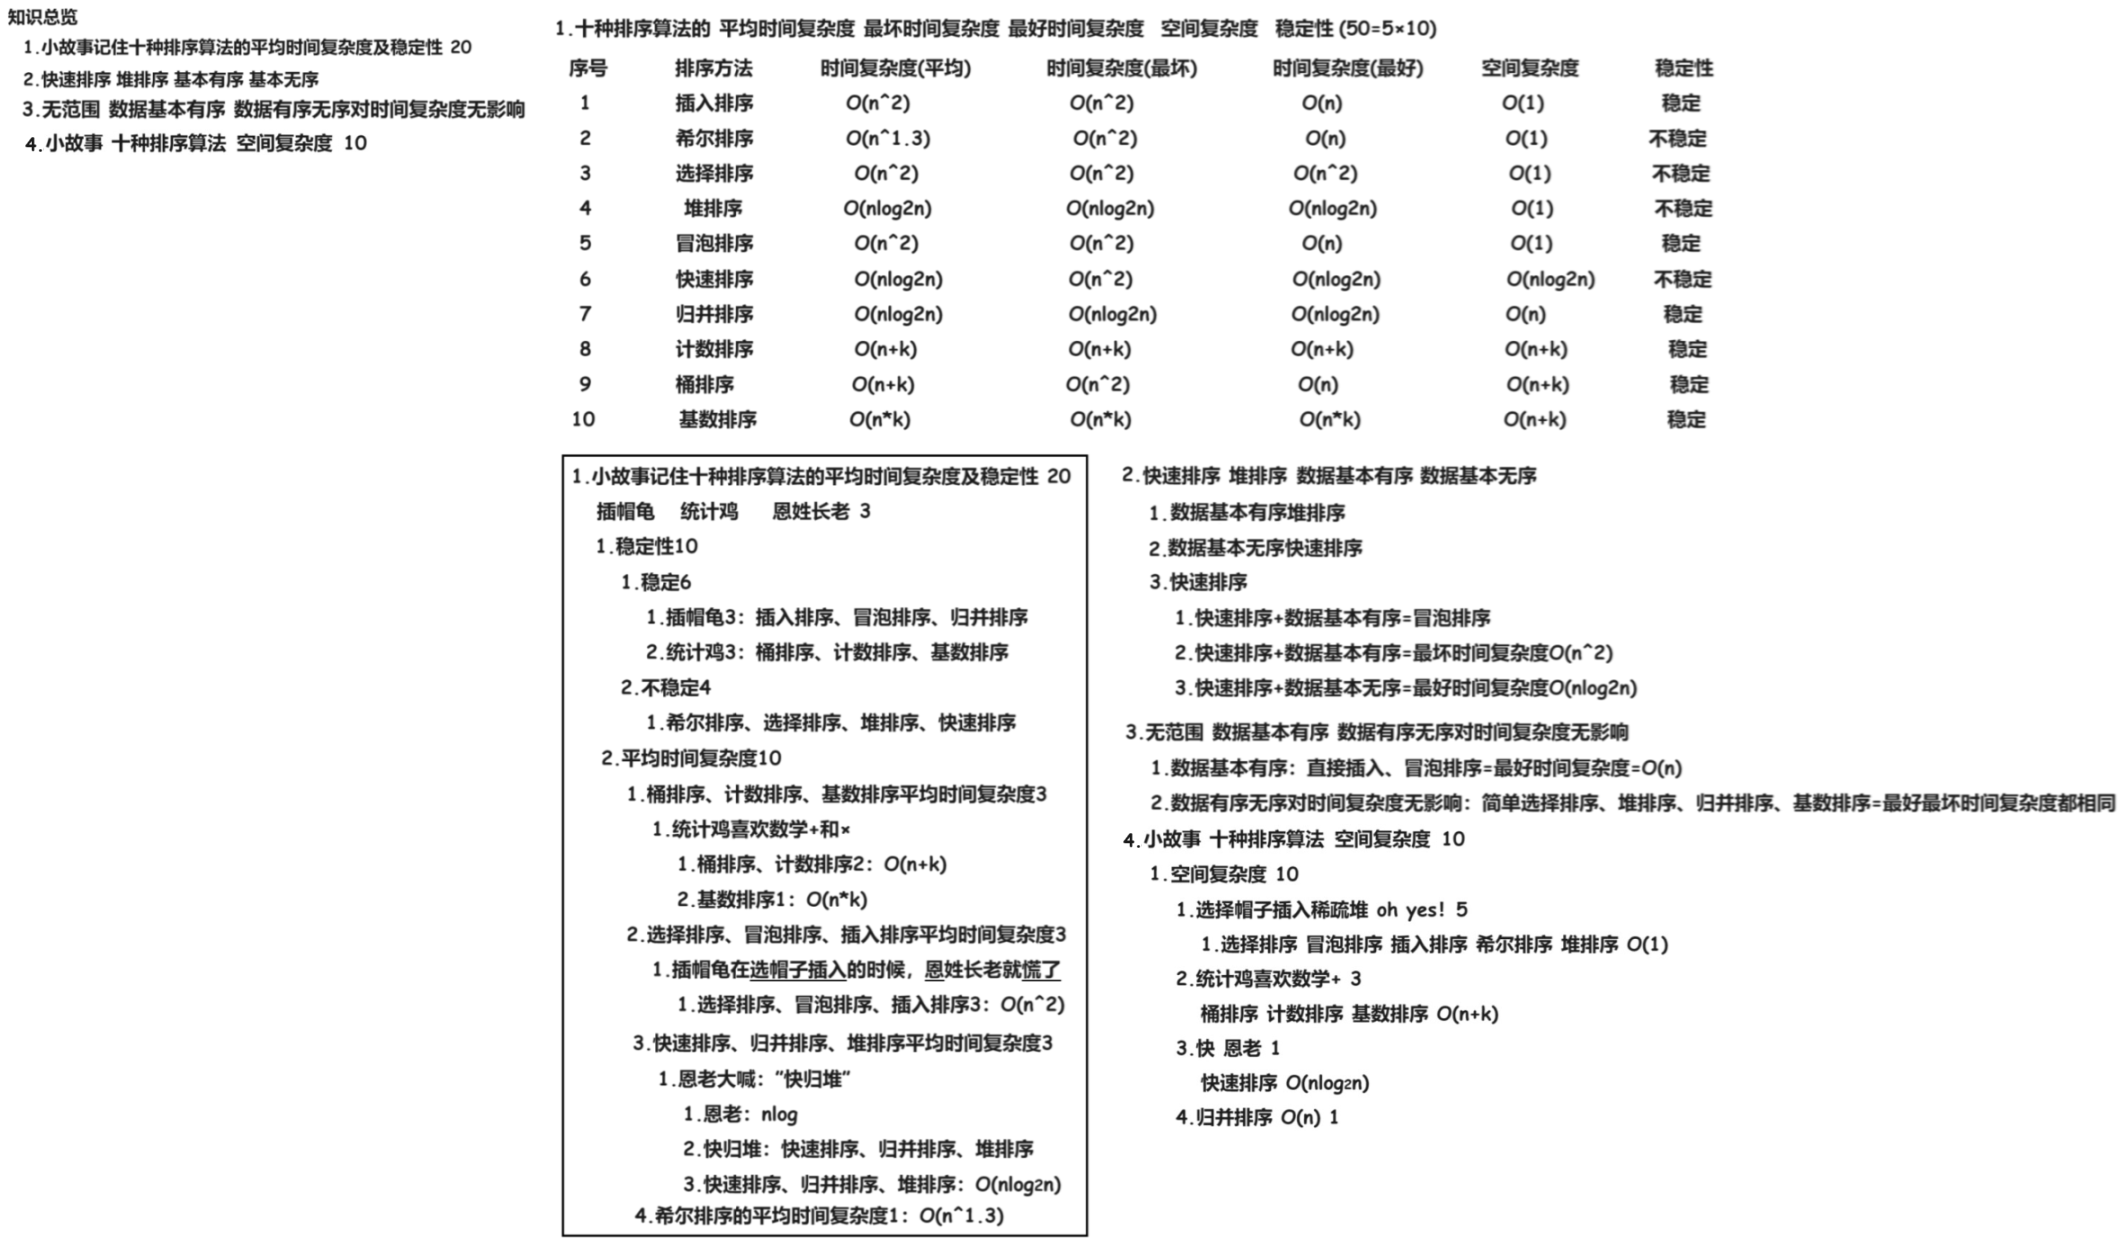 知识总览
1.小故事记住十种排序算法的平均时间复杂度及稳定性 20
2.快速排序 堆排序 基本有序 基本无序
3.无范围 数据基本有序 数据有序无序对时间复杂度无影响
4.小故事 十种排序算法 空间复杂度 10
1.十种排序算法的 平均时间复杂度 最坏时间复杂度 最好时间复杂度 空间复杂度 稳定性 (50=5×10)
序号 排序方法 时间复杂度(平均) 时间复杂度(最坏) 时间复杂度(最好) 空间复杂度 稳定性
1 插入排序 O(n^2) O(n^2) O(n) O(1) 稳定
2 希尔排序 O(n^1.3) O(n^2) O(n) O(1) 不稳定
3 选择排序 O(n^2) O(n^2) O(n^2) O(1) 不稳定
4 堆排序 O(nlog2n) O(nlog2n) O(nlog2n) O(1) 不稳定
5 冒泡排序 O(n^2) O(n^2) O(n) O(1) 稳定
6 快速排序 O(nlog2n) O(n^2) O(nlog2n) O(nlog2n) 不稳定
7 归并排序 O(nlog2n) O(nlog2n) O(nlog2n) O(n) 稳定
8 计数排序 O(n+k) O(n+k) O(n+k) O(n+k) 稳定
9 桶排序 O(n+k) O(n^2) O(n) O(n+k) 稳定
10 基数排序 O(n*k) O(n*k) O(n*k) O(n+k) 稳定
1.小故事记住十种排序算法的平均时间复杂度及稳定性 20
插帽龟 统计鸡 恩姓长老 3
1.稳定性10
1.稳定6
1.插帽龟3：插入排序、冒泡排序、归并排序
2.统计鸡3：桶排序、计数排序、基数排序
2.不稳定4
1.希尔排序、选择排序、堆排序、快速排序
2.平均时间复杂度10
1.桶排序、计数排序、基数排序平均时间复杂度3
1.统计鸡喜欢数学+和×
1.桶排序、计数排序2：O(n+k)
2.基数排序1：O(n*k)
2.选择排序、冒泡排序、插入排序平均时间复杂度3
1.插帽龟在选帽子插入的时候，恩姓长老就慌了
1.选择排序、冒泡排序、插入排序3：O(n^2)
3.快速排序、归并排序、堆排序平均时间复杂度3
1.恩老大喊：“快归堆”
1.恩老：nlog
2.快归堆：快速排序、归并排序、堆排序
3.快速排序、归并排序、堆排序：O(nlog2n)
4.希尔排序的平均时间复杂度1：O(n^1.3)
2.快速排序 堆排序 数据基本有序 数据基本无序
1.数据基本有序堆排序
2.数据基本无序快速排序
3.快速排序
1.快速排序+数据基本有序=冒泡排序
2.快速排序+数据基本有序=最坏时间复杂度O(n^2)
3.快速排序+数据基本无序=最好时间复杂度O(nlog2n)
3.无范围 数据基本有序 数据有序无序对时间复杂度无影响
1.数据基本有序：直接插入、冒泡排序=最好时间复杂度=O(n)
2.数据有序无序对时间复杂度无影响：简单选择排序、堆排序、归并排序、基数排序=最好最坏时间复杂度都相同
4.小故事 十种排序算法 空间复杂度 10
1.空间复杂度 10
1.选择帽子插入稀疏堆 oh yes! 5
1.选择排序 冒泡排序 插入排序 希尔排序 堆排序 O(1)
2.统计鸡喜欢数学+ 3
桶排序 计数排序 基数排序 O(n+k)
3.快 恩老 1
快速排序 O(nlog2n)
4.归并排序 O(n) 1